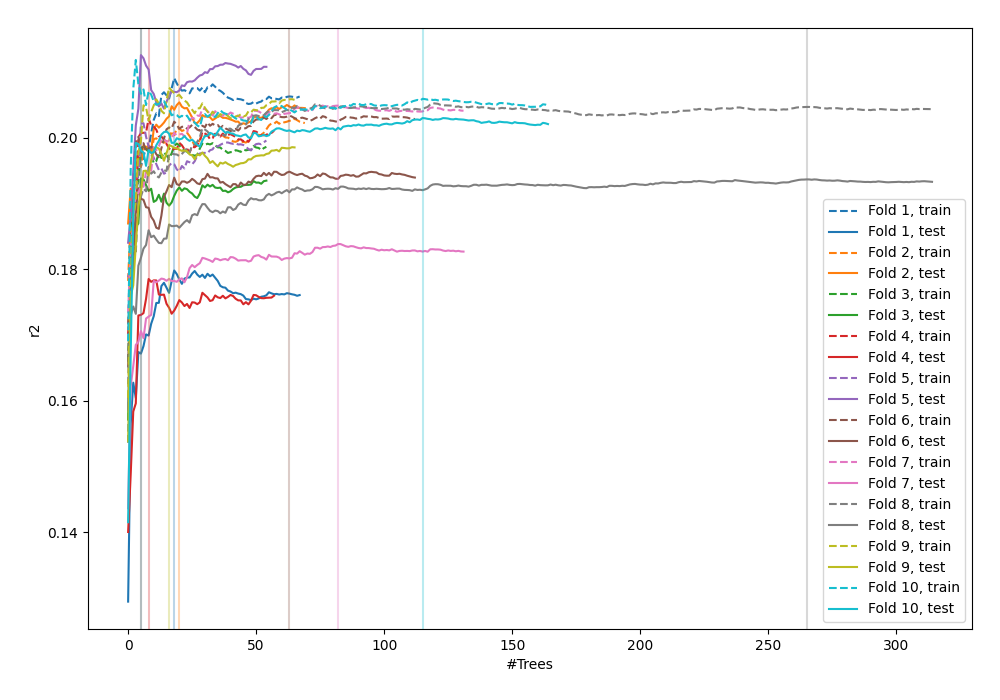 0.20
0.18
0.16
0.14
r2
0
50
100
150
200
250
300
#Trees
Fold 1, train
Fold 1, test
Fold 2, train
Fold 2, test
Fold 3, train
Fold 3, test
Fold 4, train
Fold 4, test
Fold 5, train
Fold 5, test
Fold 6, train
Fold 6, test
Fold 7, train
Fold 7, test
Fold 8, train
Fold 8, test
Fold 9, train
Fold 9, test
Fold 10, train
Fold 10, test